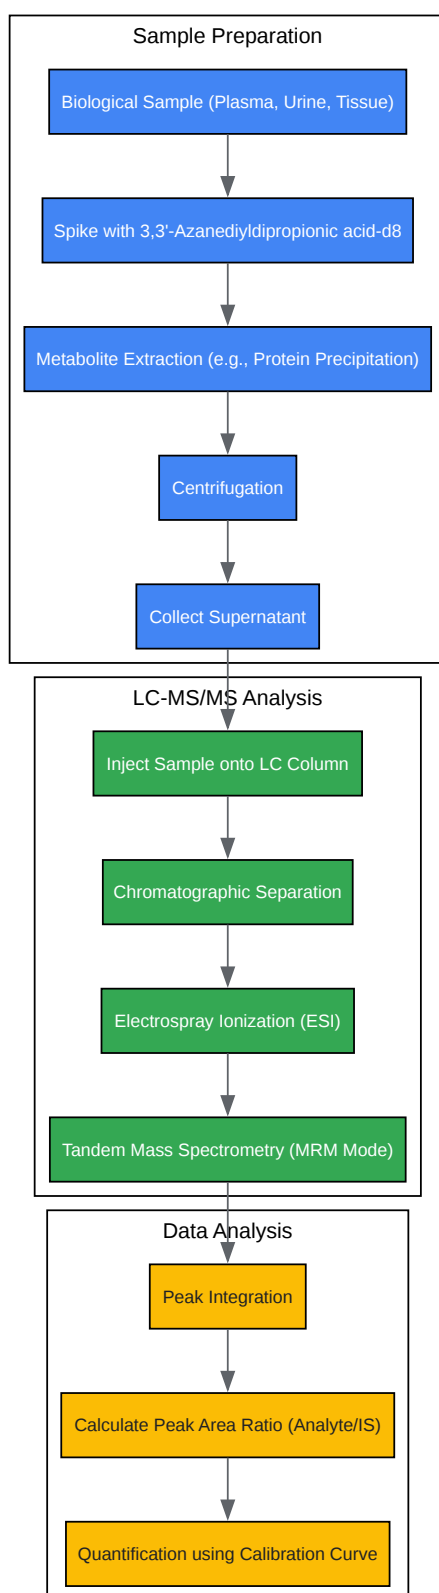 Sample Preparation
Biological Sample (Plasma, Urine, Tissue)
Spike with 3,3'-Azanediyldipropionic acid-d8
Metabolite Extraction (e.g., Protein Precipitation)
Centrifugation
Collect Supernatant
LC-MS/MS Analysis
Inject Sample onto LC Column
Chromatographic Separation
Electrospray Ionization (ESI)
Tandem Mass Spectrometry (MRM Mode)
Data Analysis
Peak Integration
Calculate Peak Area Ratio (Analyte/IS)
Quantification using Calibration Curve